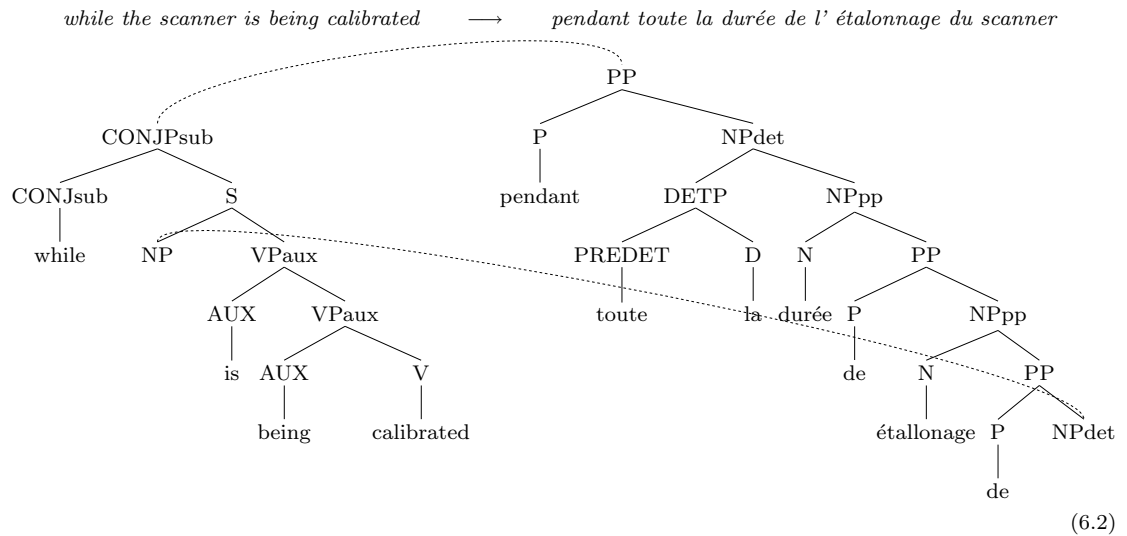 while the scanner is being calibrated ⟶ pendant toute la durée de l' étalonnage du scanner
PP
CONJPsub P NPdet
CONJsub S pendant DETP NPpp
while NP VPaux PREDET D N PP
AUX VPaux toute la durée P NPpp
is AUX V de N PP
being calibrated étallonage P NPdet
de
(6.2)